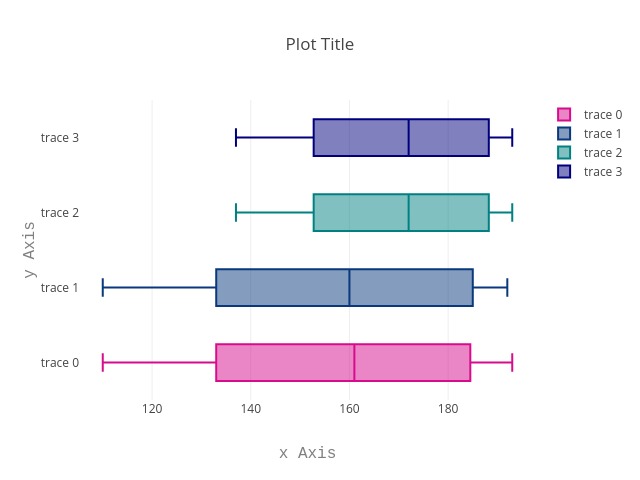 Plot Title
trace 3
trace 2
trace 1
trace 0
y Axis
120 140 160 180
x Axis
trace 0
trace 1
trace 2
trace 3